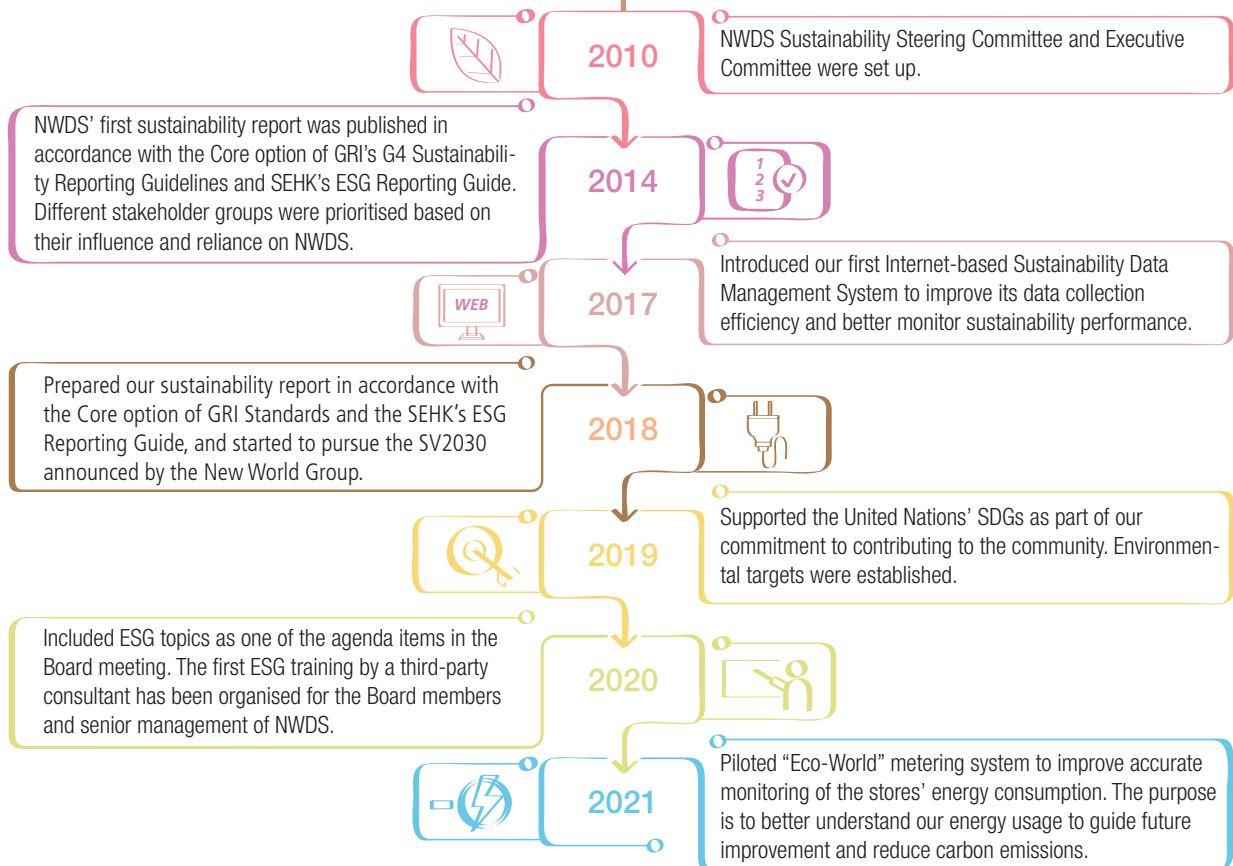 2010
NWDS Sustainability Steering Committee and Executive
Committee were set up.
NWDS' first sustainability report was published in
accordance with the Core option of GRI's G4 Sustainabili-
ty Reporting Guidelines and SEHK's ESG Reporting Guide.
Different stakeholder groups were prioritised based on
their influence and reliance on NWDS.
2014
1
2
3
WEB
2017
Introduced our first Internet-based Sustainability Data
Management System to improve its data collection
efficiency and better monitor sustainability performance.
Prepared our sustainability report in accordance with
the Core option of GRI Standards and the SEHK's ESG
Reporting Guide, and started to pursue the SV2030
announced by the New World Group.
2018
2019
Supported the United Nations' SDGs as part of our
commitment to contributing to the community. Environmen-
tal targets were established.
Included ESG topics as one of the agenda items in the
Board meeting. The first ESG training by a third-party
consultant has been organised for the Board members
and senior management of NWDS.
2020
2021
Piloted “Eco-World” metering system to improve accurate
monitoring of the stores' energy consumption. The purpose
is to better understand our energy usage to guide future
improvement and reduce carbon emissions.